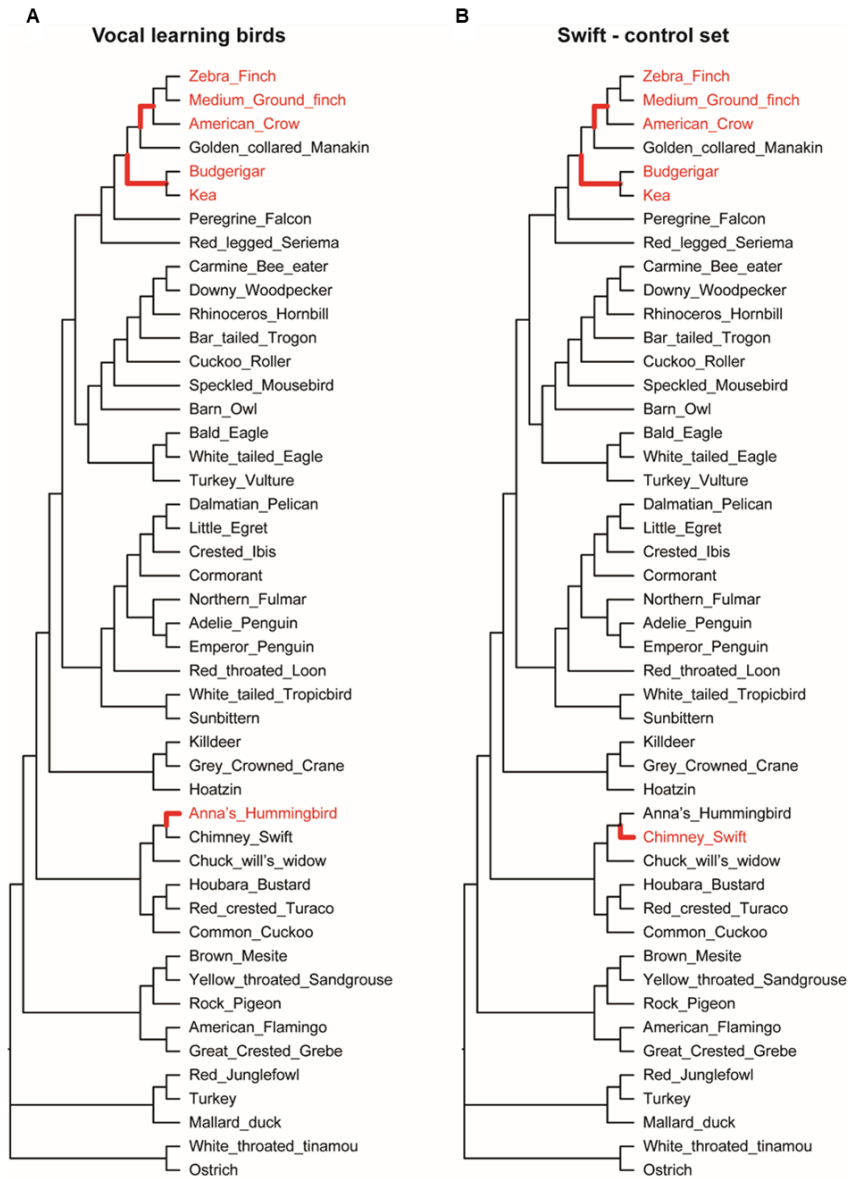 A
Vocal learning birds
Zebra_Finch
Medium_Ground_finch
American_Crow
Golden_collared_Manakin
Budgerigar
Kea
Peregrine_Falcon
Red_legged_Seriema
Carmine_Bee_eater
Downy_Woodpecker
Rhinoceros_Hornbill
Bar_tailed_Trogon
Cuckoo_Roller
Speckled_Mousebird
Barn_Owl
Bald_Eagle
White_tailed_Eagle
Turkey_Vulture
Dalmatian_Pelican
Little_Egret
Crested_Ibis
Cormorant
Northern_Fulmar
Adelie_Penguin
Emperor_Penguin
Red_throated_Loon
White_tailed_Tropicbird
Sunbittern
Killdeer
Grey_Crowned_Crane
Hoatzin
Anna's_Hummingbird
Chimney_Swift
Chuck_will's_widow
Houbara_Bustard
Red_crested_Turaco
Common_Cuckoo
Brown_Mesite
Yellow_throated_Sandgrouse
Rock_Pigeon
American_Flamingo
Great_Crested_Grebe
Red_Junglefowl
Turkey
Mallard_duck
White_throated_tinamou
Ostrich
B
Swift - control set
Zebra_Finch
Medium_Ground_finch
American_Crow
Golden_collared_Manakin
Budgerigar
Kea
Peregrine_Falcon
Red_legged_Seriema
Carmine_Bee_eater
Downy_Woodpecker
Rhinoceros_Hornbill
Bar_tailed_Trogon
Cuckoo_Roller
Speckled_Mousebird
Barn_Owl
Bald_Eagle
White_tailed_Eagle
Turkey_Vulture
Dalmatian_Pelican
Little_Egret
Crested_Ibis
Cormorant
Northern_Fulmar
Adelie_Penguin
Emperor_Penguin
Red_throated_Loon
White_tailed_Tropicbird
Sunbittern
Killdeer
Grey_Crowned_Crane
Hoatzin
Anna's_Hummingbird
Chimney_Swift
Chuck_will's_widow
Houbara_Bustard
Red_crested_Turaco
Common_Cuckoo
Brown_Mesite
Yellow_throated_Sandgrouse
Rock_Pigeon
American_Flamingo
Great_Crested_Grebe
Red_Junglefowl
Turkey
Mallard_duck
White_throated_tinamou
Ostrich